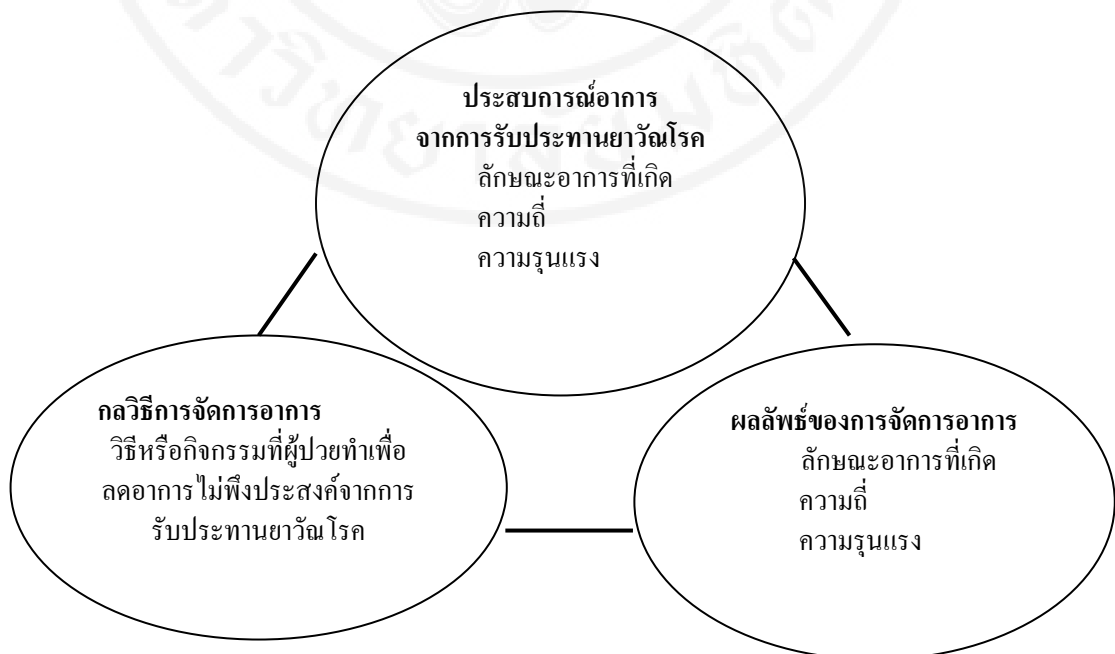 ประสบการณ์อาการ
จากการรับประทานยาวัณโรค
ลักษณะอาการที่เกิด
ความถี่
ความรุนแรง
กลวิธีการจัดการอาการ
วิธีหรือกิจกรรมที่ผู้ป่วยทำเพื่อ
ลดอาการไม่พึงประสงค์จากการ
รับประทานยาวัณโรค
ผลลัพธ์ของการจัดการอาการ
ลักษณะอาการที่เกิด
ความถี่
ความรุนแรง